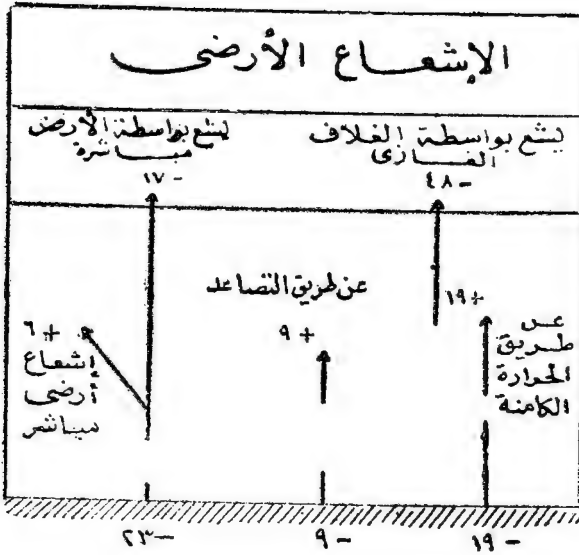 الإشعاع الأرضى
يشع بواسطة الغلاف
الغازى
٤٨-
يشع بواسطة الأرض
مباشرة
١٧-
عن طريق التصاعد
+٩
+١٩
عن
طريق
الحرارة
الكامنة
+٦
إشعاع
أرضى
مباشر
١٩-
٩-
٢٣-